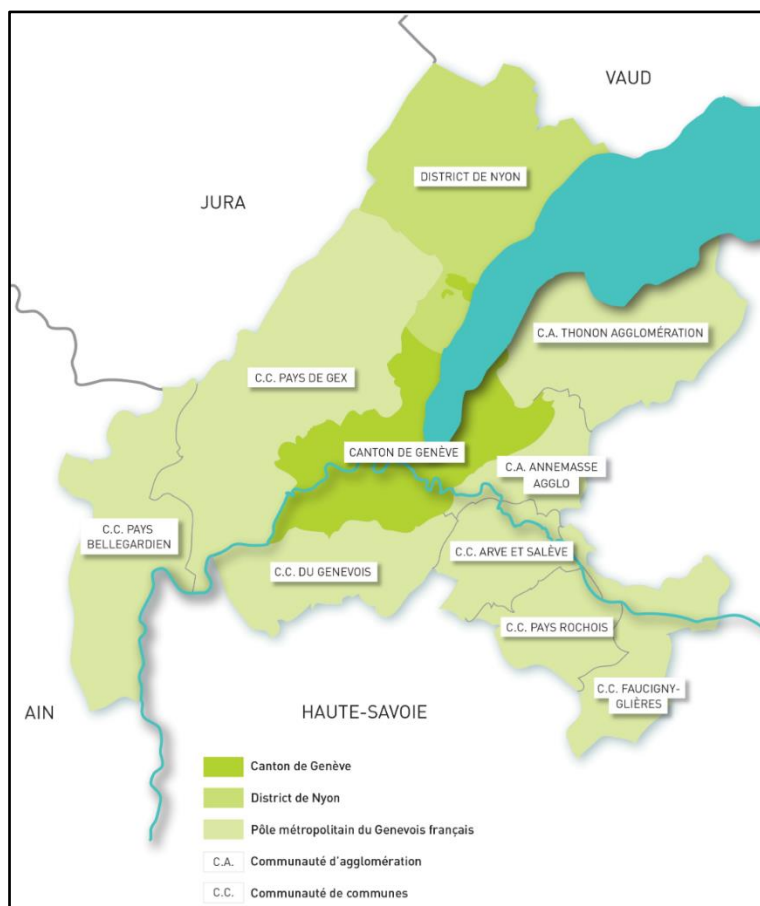 VAUD
DISTRICT DE NYON
JURA
C.A. THONON AGGLOMÉRATION
C.C. PAYS DE GEX
CANTON DE GENÈVE
C.A. ANNEMASSE
AGGLO
C.C. PAYS
BELLEGARDIEN
C.C. ARVE ET SALÈVE
C.C. DU GENEVOIS
C.C. PAYS ROCHOIS
C.C. FAUCIGNY-
GLIÈRES
AIN
HAUTE-SAVOIE
Canton de Genève
District de Nyon
Pôle métropolitain du Genevois français
C.A. Communauté d'agglomération
C.C. Communauté de communes